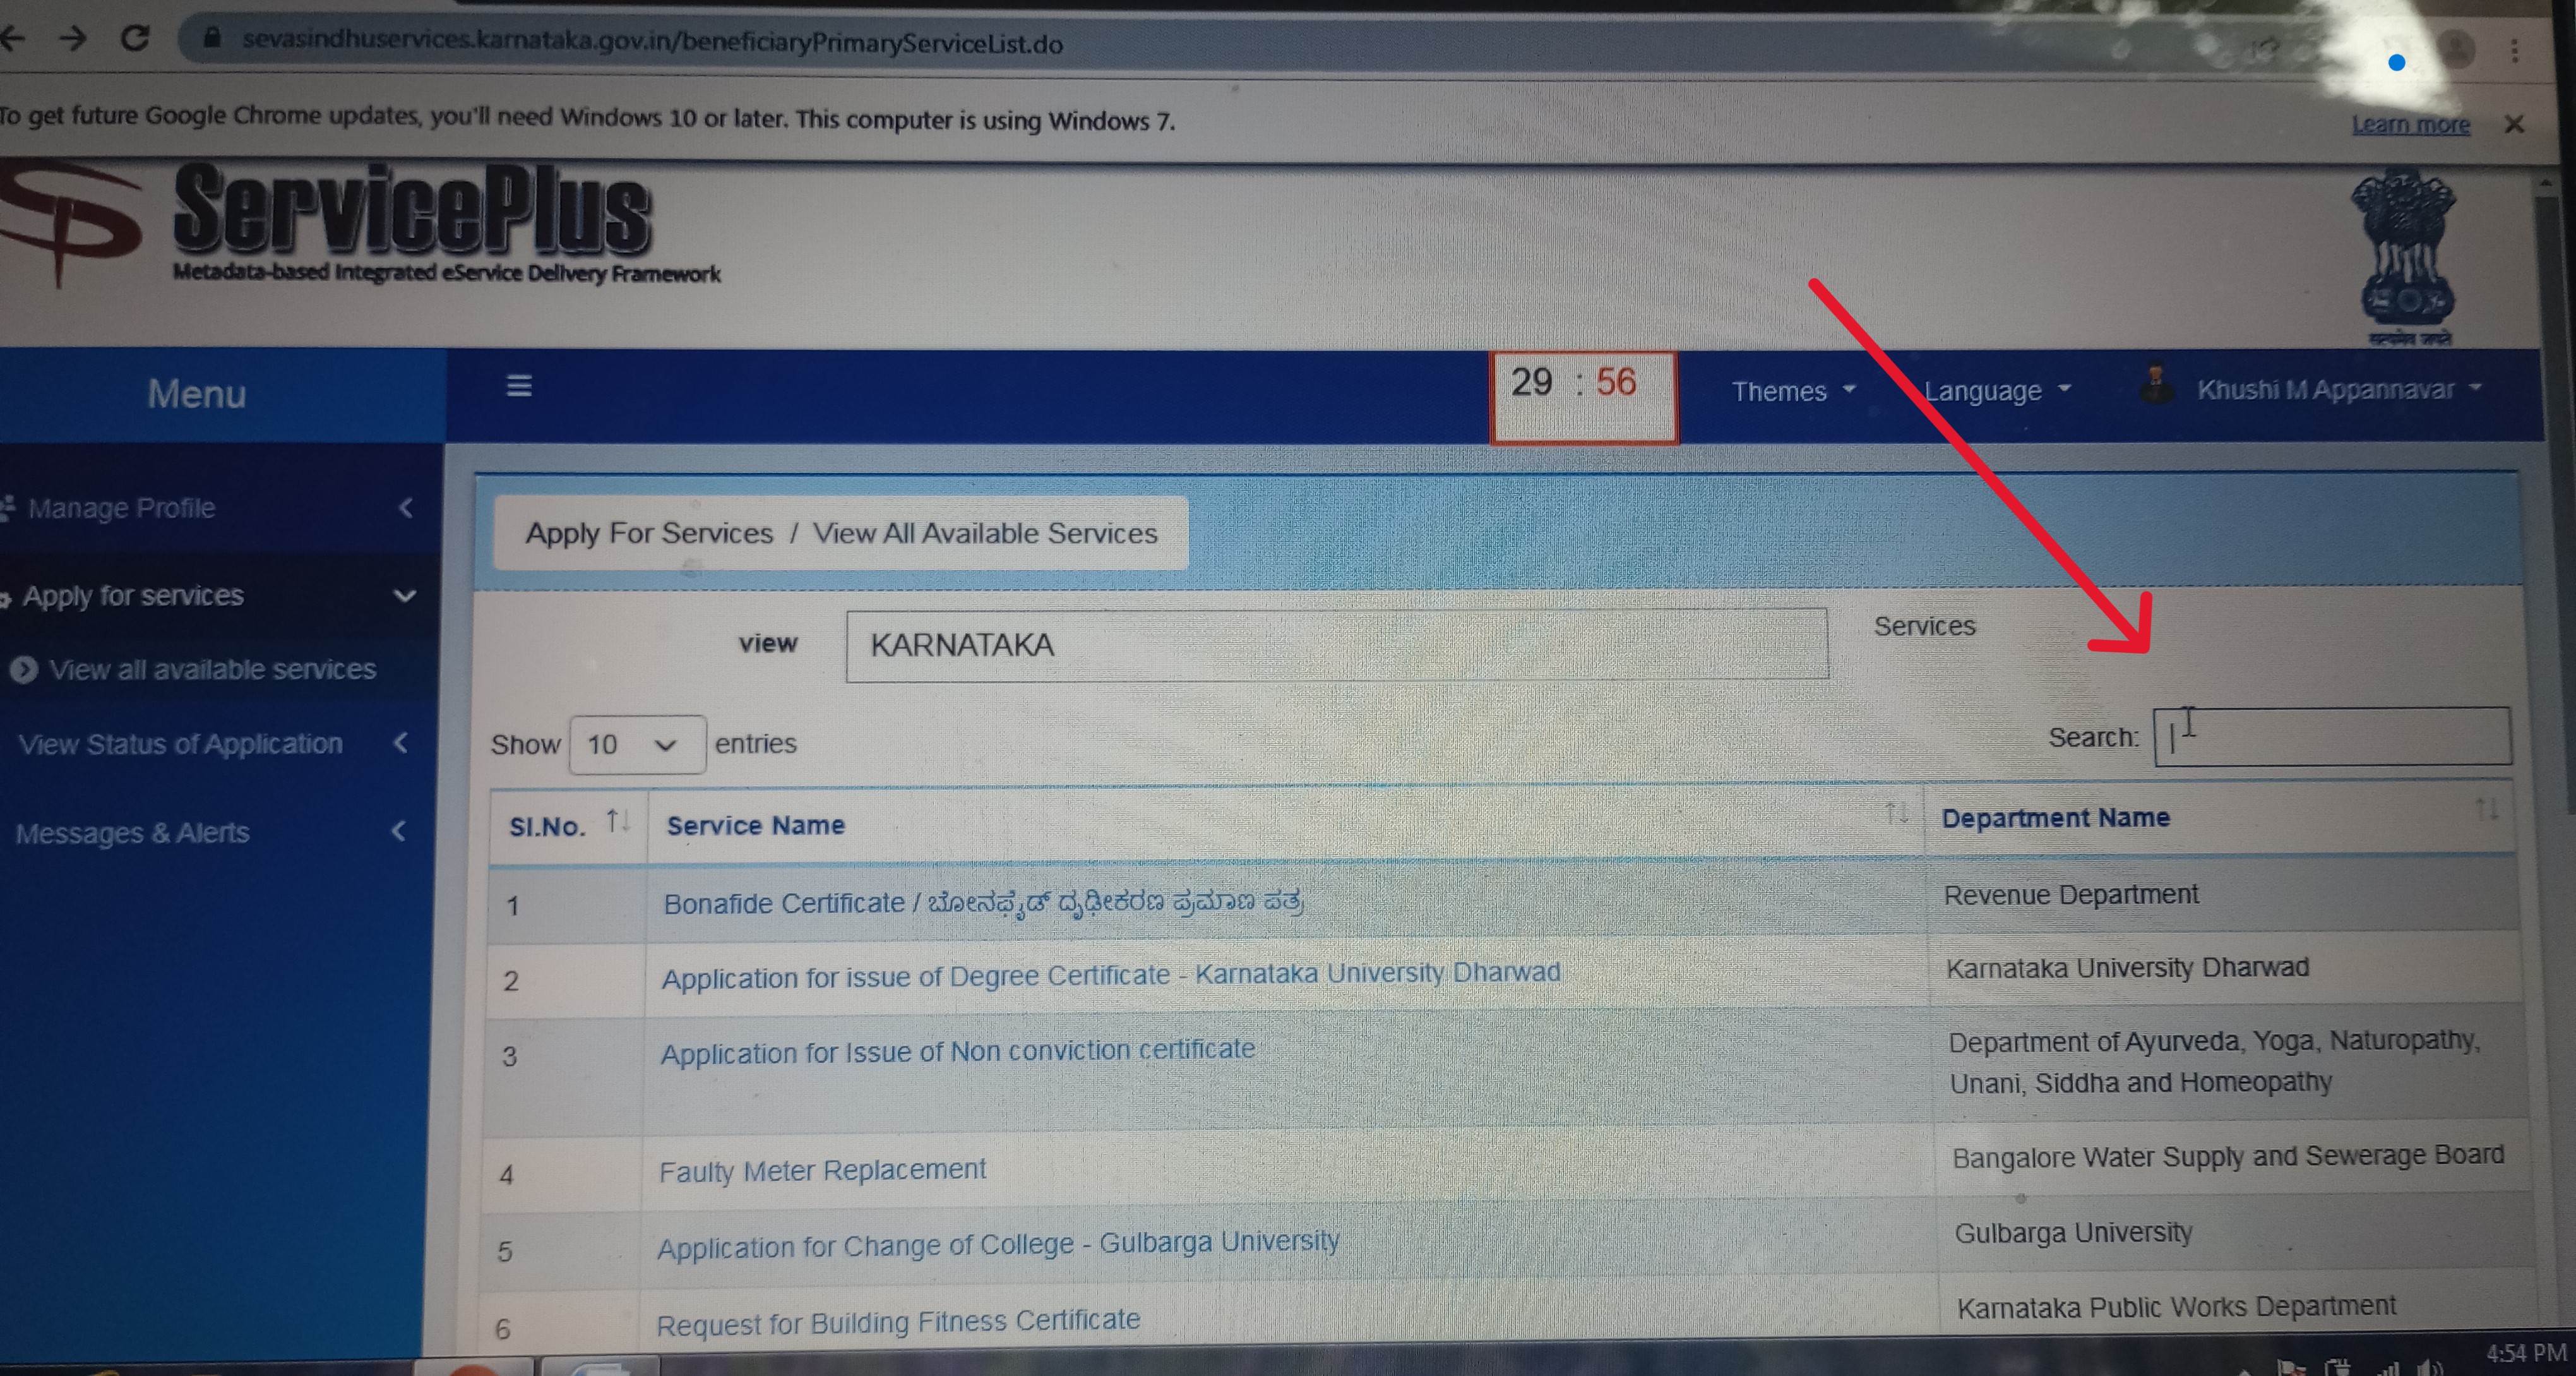 sevasindhuservices.karnataka.gov.in/beneficiaryPrimaryServiceList.do
To get future Google Chrome updates, you'll need Windows 10 or later. This computer is using Windows 7.
Learn more
ServicePlus
Metadata-based Integrated eService Delivery Framework
सत्यमेव जयते
Menu
29 : 56
Themes
Language
Khushi M Appannavar
Manage Profile
Apply for services
View all available services
View Status of Application
Messages & Alerts
Apply For Services / View All Available Services
view KARNATAKA Services
Show 10 entries
Search:
Sl.No. Service Name Department Name
1 Bonafide Certificate / ಬೋನಫೈಡ್ ದೃಢೀಕರಣ ಪ್ರಮಾಣ ಪತ್ರ Revenue Department
2 Application for issue of Degree Certificate - Karnataka University Dharwad Karnataka University Dharwad
3 Application for Issue of Non conviction certificate Department of Ayurveda, Yoga, Naturopathy,
Unani, Siddha and Homeopathy
4 Faulty Meter Replacement Bangalore Water Supply and Sewerage Board
5 Application for Change of College - Gulbarga University Gulbarga University
6 Request for Building Fitness Certificate Karnataka Public Works Department
4:54 PM